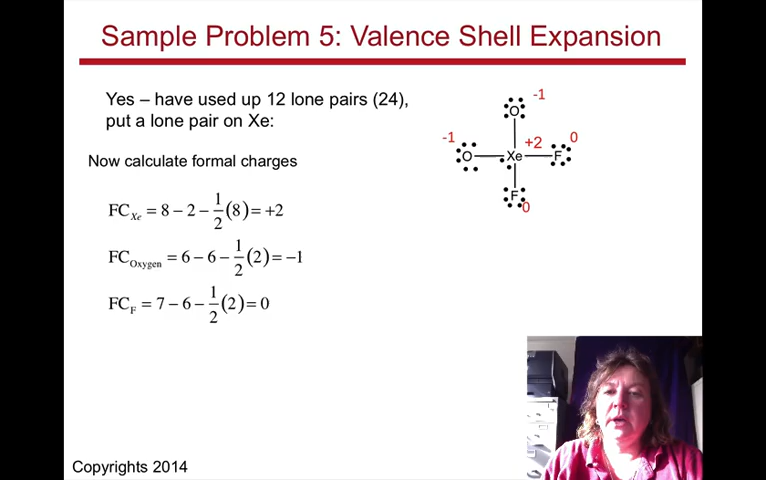 Sample Problem 5: Valence Shell Expansion
Yes – have used up 12 lone pairs (24),
put a lone pair on Xe:
Now calculate formal charges
FC_Xe = 8 − 2 − 1/2 (8) = +2
FC_Oxygen = 6 − 6 − 1/2 (2) = −1
FC_F = 7 − 6 − 1/2 (2) = 0
-1
O
-1 +2 0
O Xe F
F
0
Copyrights 2014